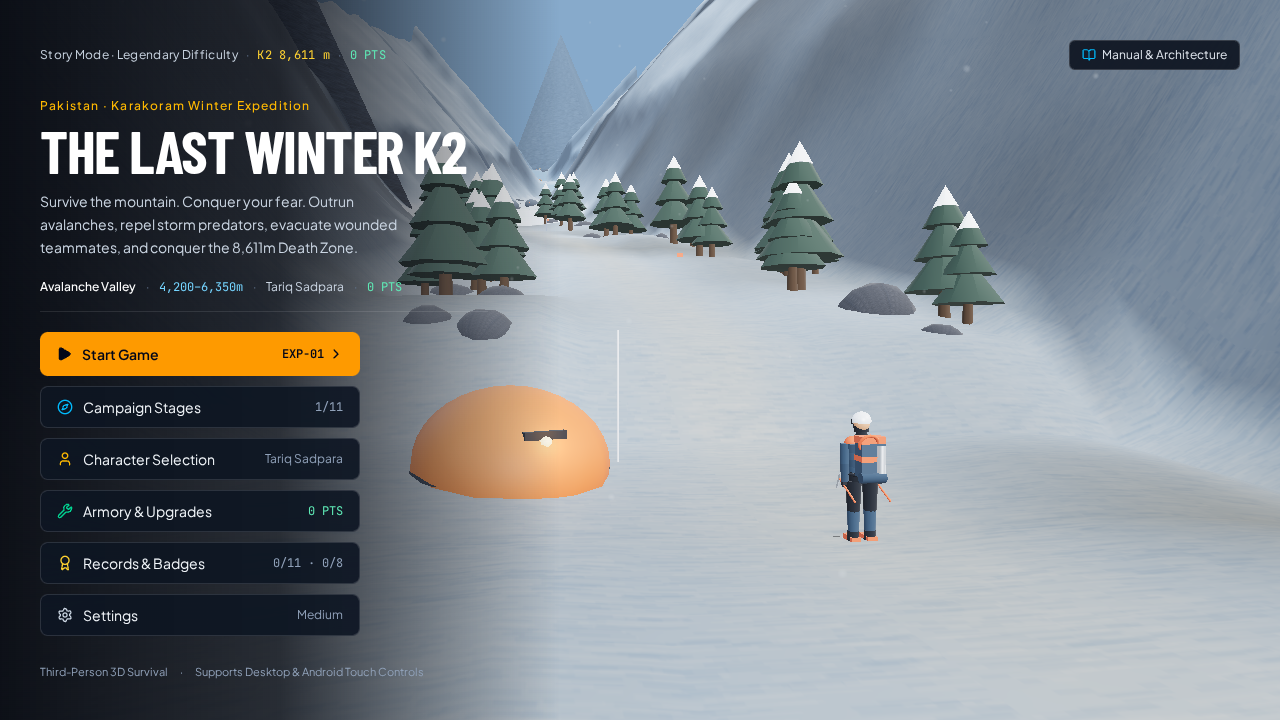 Story Mode · Legendary Difficulty · K2 8,611 m · 0 PTS
Manual & Architecture
Pakistan · Karakoram Winter Expedition
THE LAST WINTER K2
Survive the mountain. Conquer your fear. Outrun
avalanches, repel storm predators, evacuate wounded
teammates, and conquer the 8,611m Death Zone.
Avalanche Valley · 4,200–6,350m · Tariq Sadpara · 0 PTS
Start Game EXP-01
Campaign Stages 1/11
Character Selection Tariq Sadpara
Armory & Upgrades 0 PTS
Records & Badges 0/11 · 0/8
Settings Medium
Third-Person 3D Survival · Supports Desktop & Android Touch Controls